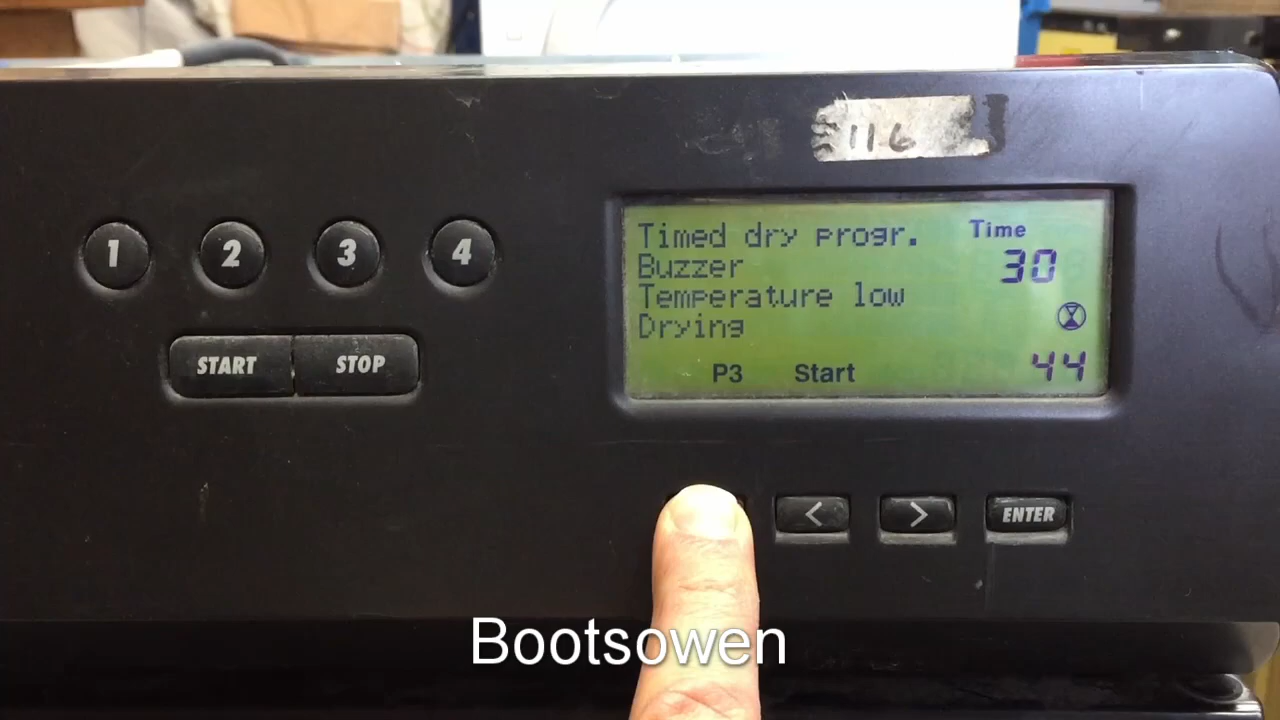 116
1 2 3 4
START STOP
Timed dry progr. Time
Buzzer 30
Temperature low
Drying
P3 Start 44
< > ENTER
Bootsowen